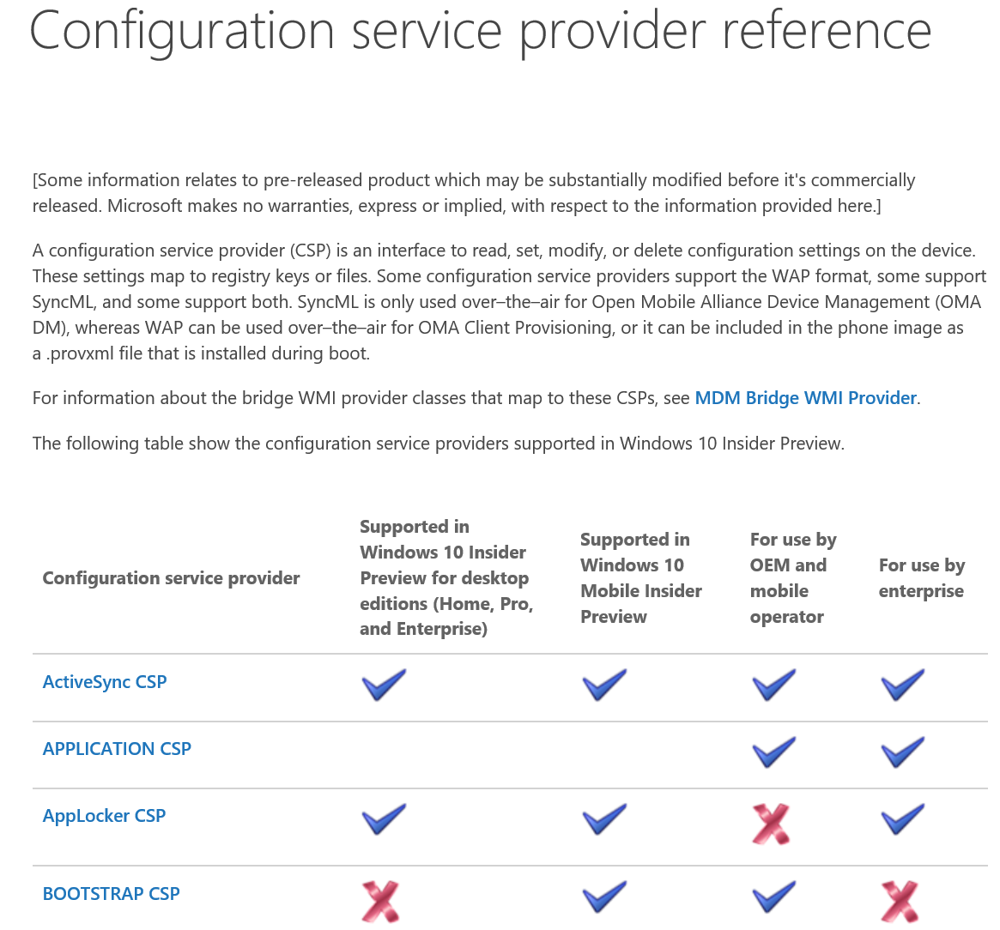 Configuration service provider reference
[Some information relates to pre-released product which may be substantially modified before it's commercially
released. Microsoft makes no warranties, express or implied, with respect to the information provided here.]
A configuration service provider (CSP) is an interface to read, set, modify, or delete configuration settings on the device.
These settings map to registry keys or files. Some configuration service providers support the WAP format, some support
SyncML, and some support both. SyncML is only used over–the–air for Open Mobile Alliance Device Management (OMA
DM), whereas WAP can be used over–the–air for OMA Client Provisioning, or it can be included in the phone image as
a .provxml file that is installed during boot.
For information about the bridge WMI provider classes that map to these CSPs, see MDM Bridge WMI Provider.
The following table show the configuration service providers supported in Windows 10 Insider Preview.
Configuration service provider
Supported in
Windows 10 Insider
Preview for desktop
editions (Home, Pro,
and Enterprise)
Supported in
Windows 10
Mobile Insider
Preview
For use by
OEM and
mobile
operator
For use by
enterprise
ActiveSync CSP
APPLICATION CSP
AppLocker CSP
BOOTSTRAP CSP